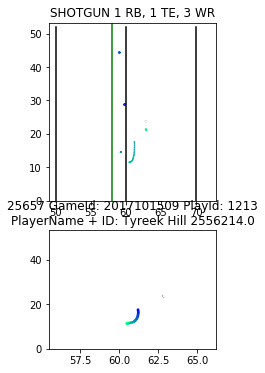 SHOTGUN 1 RB, 1 TE, 3 WR
50
40
30
20
10
0
50 55 60 65 70
25657 GameId: 2017101509 PlayId: 1213
PlayerName + ID: Tyreek Hill 2556214.0
40
20
0
57.5 60.0 62.5 65.0